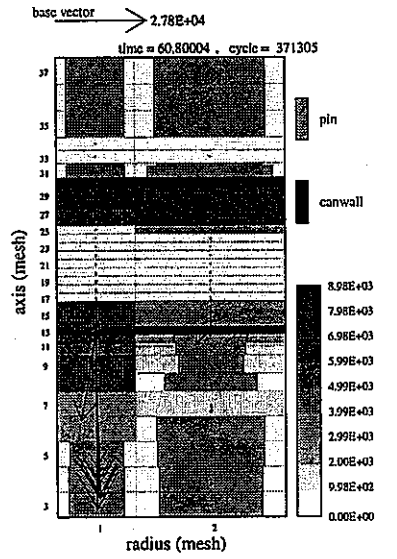 base vector
2.78E+04
time = 60.80004 , cycle = 371305
37
35
33
31
29
27
25
23
21
19
17
15
13
11
9
7
5
3
axis (mesh)
1 2
radius (mesh)
pin
canwall
8.98E+03
7.98E+03
6.98E+03
5.99E+03
4.99E+03
3.99E+03
2.99E+03
2.00E+03
9.98E+02
0.00E+00